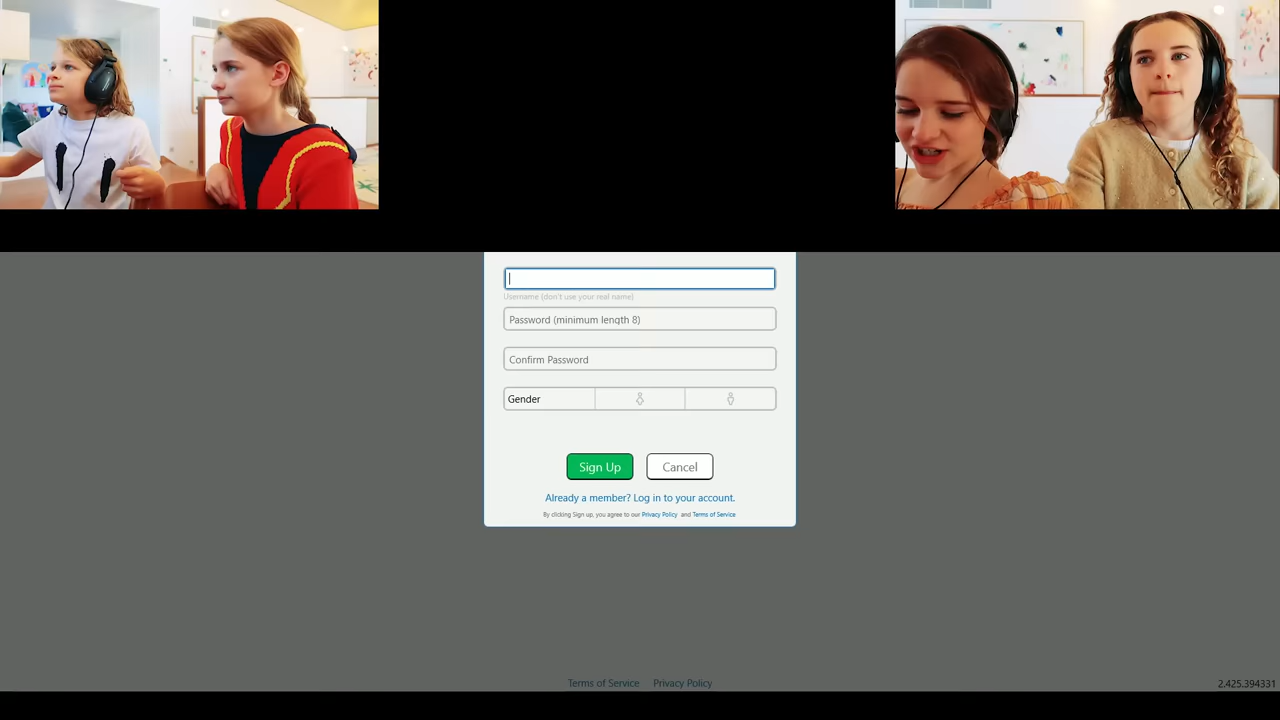 Username (don't use your real name)
Password (minimum length 8)
Confirm Password
Gender
Sign Up
Cancel
Already a member? Log in to your account.
By clicking Sign up, you agree to our Privacy Policy and Terms of Service
Terms of Service
Privacy Policy
2.425.394331